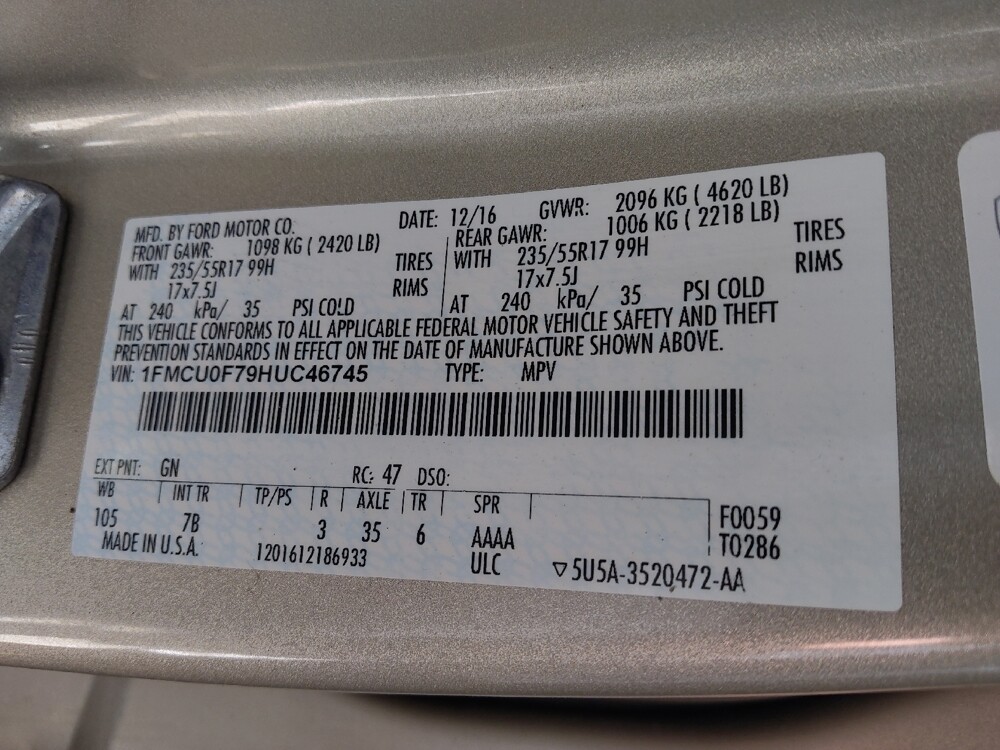 MFD. BY FORD MOTOR CO. DATE: 12/16 GVWR: 2096 KG ( 4620 LB)
FRONT GAWR: 1098 KG ( 2420 LB) REAR GAWR: 1006 KG ( 2218 LB)
WITH 235/55R17 99H TIRES WITH 235/55R17 99H TIRES
17x7.5J RIMS 17x7.5J RIMS
AT 240 kPa/ 35 PSI COLD AT 240 kPa/ 35 PSI COLD
THIS VEHICLE CONFORMS TO ALL APPLICABLE FEDERAL MOTOR VEHICLE SAFETY AND THEFT
PREVENTION STANDARDS IN EFFECT ON THE DATE OF MANUFACTURE SHOWN ABOVE.
VIN: 1FMCU0F79HUC46745 TYPE: MPV
EXT PNT: GN RC: 47 DSO:
WB INT TR TP/PS R AXLE TR SPR
105 7B 3 35 6 AAAA F0059
MADE IN U.S.A. 1201612186933 ULC T0286
▽5U5A-3520472-AA